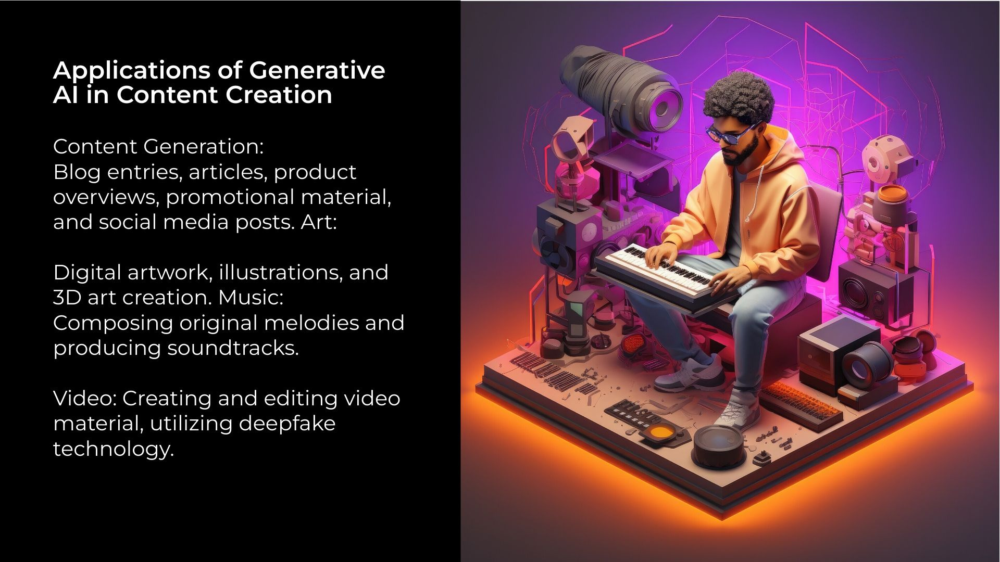 Applications of Generative
AI in Content Creation
Content Generation:
Blog entries, articles, product
overviews, promotional material,
and social media posts. Art:
Digital artwork, illustrations, and
3D art creation. Music:
Composing original melodies and
producing soundtracks.
Video: Creating and editing video
material, utilizing deepfake
technology.